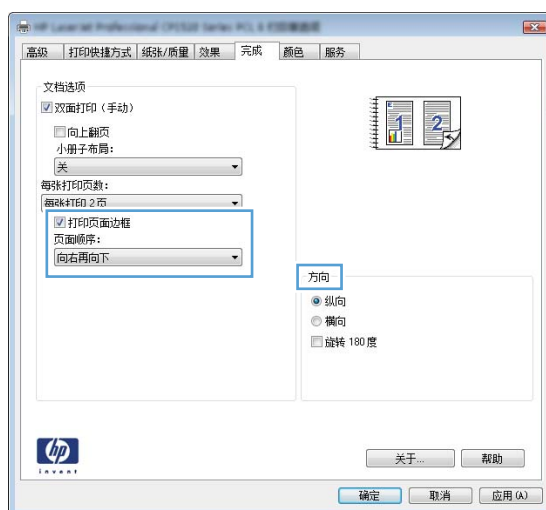 高级 打印快捷方式 纸张/质量 效果 完成 颜色 服务
文档选项
双面打印（手动）
向上翻页
小册子布局：
关
每张打印页数：
每张打印 2 页
打印页面边框
页面顺序：
向右再向下
1 2
方向
纵向
横向
旋转 180 度
hp
invent
关于... 帮助
确定 取消 应用(A)